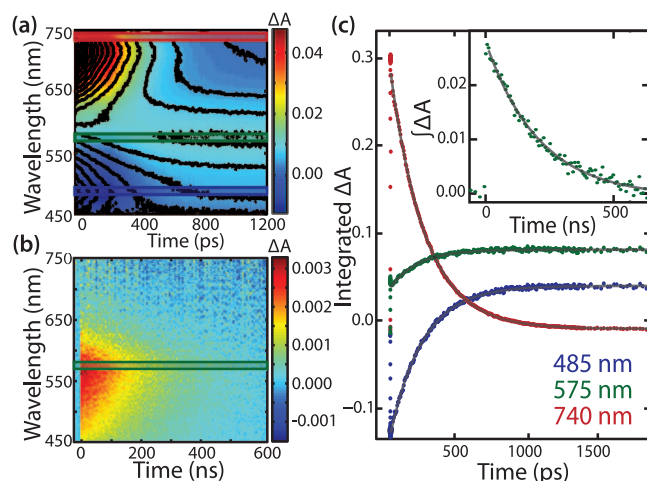 (a)
ΔA
Wavelength (nm)
750
650
550
450
0
400
800
1200
Time (ps)
0.04
0.02
0.00
(b)
ΔA
Wavelength (nm)
750
650
550
450
0
200
400
600
Time (ns)
0.003
0.002
0.001
0.000
-0.001
(c)
Integrated ΔA
0.3
0.2
0.1
0.0
−0.1
500
1000
1500
Time (ps)
485 nm
575 nm
740 nm
∫ΔA
0.02
0.01
0.00
0
500
Time (ns)